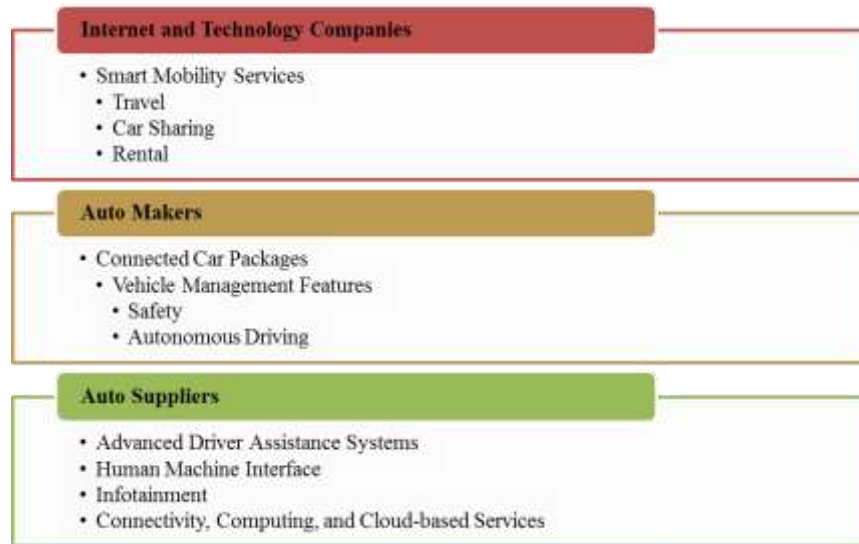 Internet and Technology Companies
• Smart Mobility Services
• Travel
• Car Sharing
• Rental
Auto Makers
• Connected Car Packages
• Vehicle Management Features
• Safety
• Autonomous Driving
Auto Suppliers
• Advanced Driver Assistance Systems
• Human Machine Interface
• Infotainment
• Connectivity, Computing, and Cloud-based Services